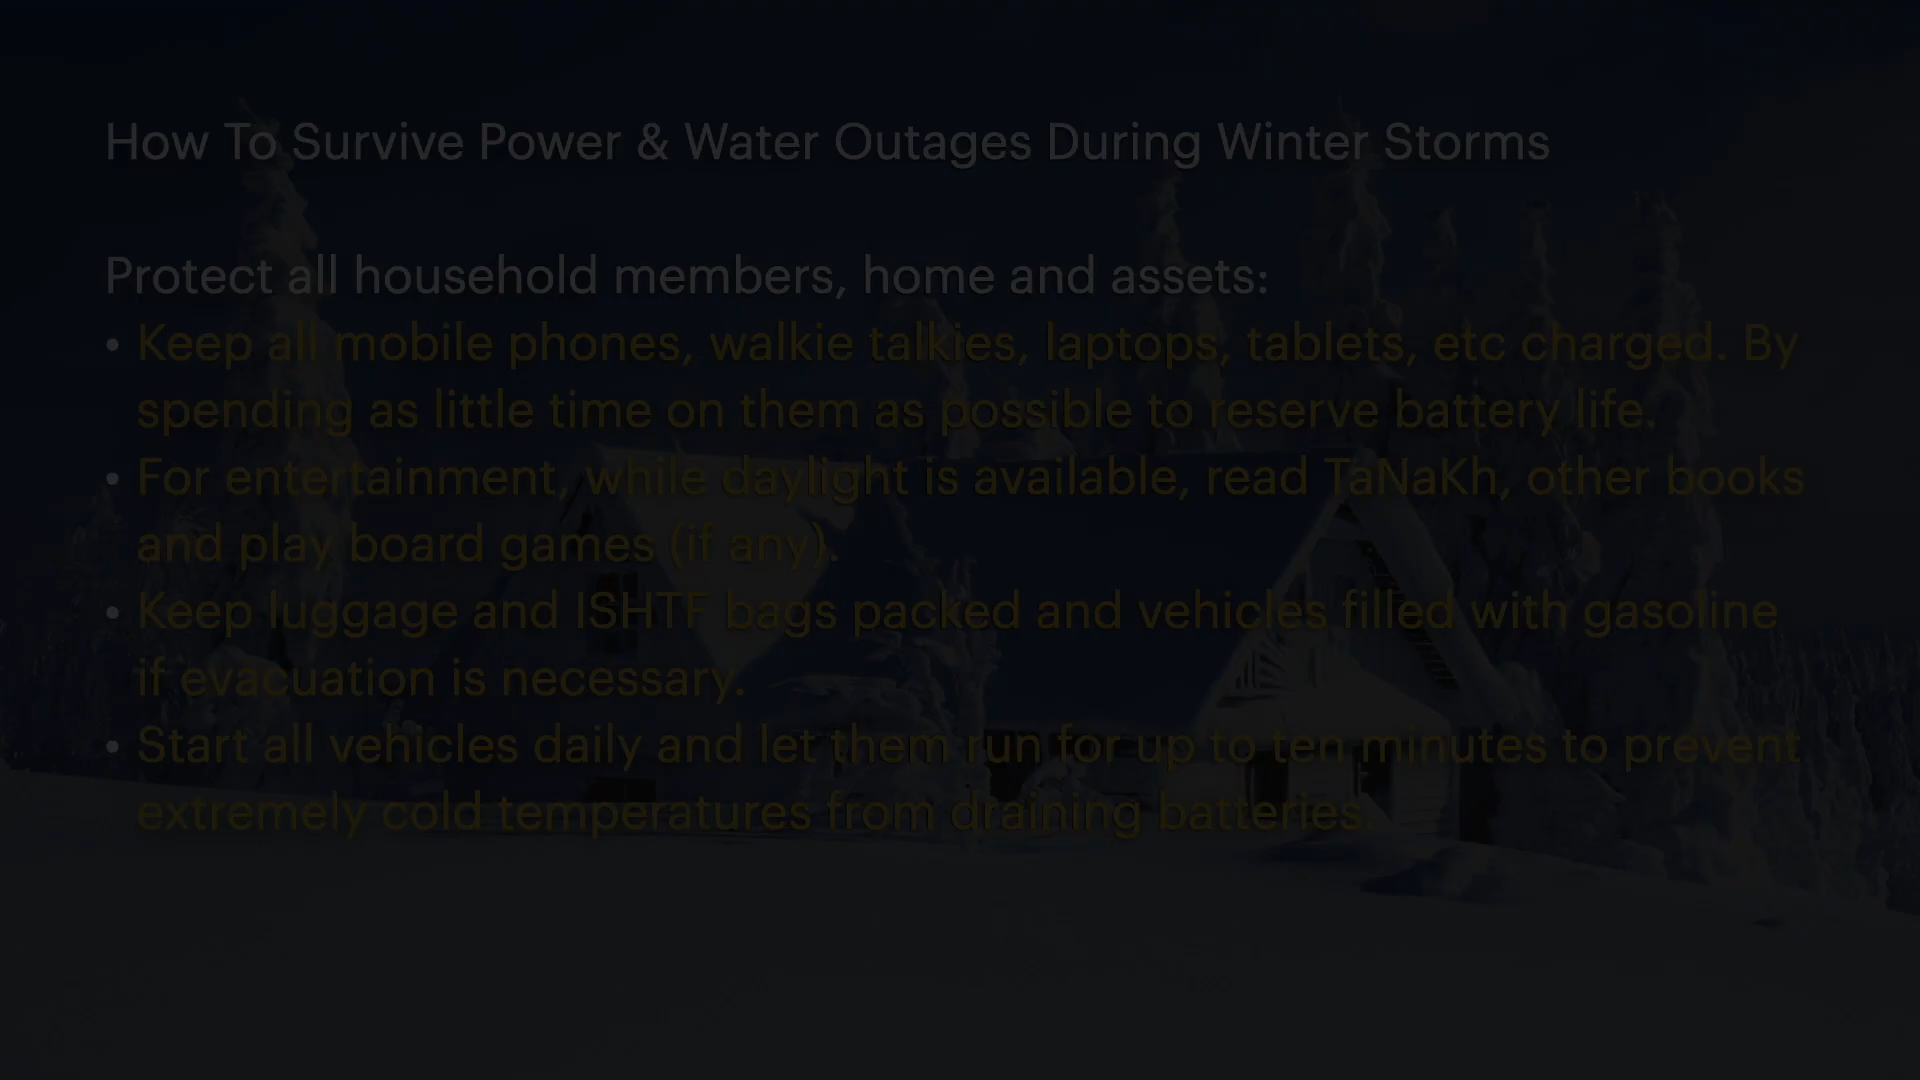 How To Survive Power & Water Outages During Winter Storms
Protect all household members, home and assets:
• Keep all mobile phones, walkie talkies, laptops, tablets, etc charged. By
spending as little time on them as possible to reserve battery life.
• For entertainment, while daylight is available, read TaNaKh, other books
and play board games (if any).
• Keep luggage and ISHTF bags packed and vehicles filled with gasoline
if evacuation is necessary.
• Start all vehicles daily and let them run for up to ten minutes to prevent
extremely cold temperatures from draining batteries.